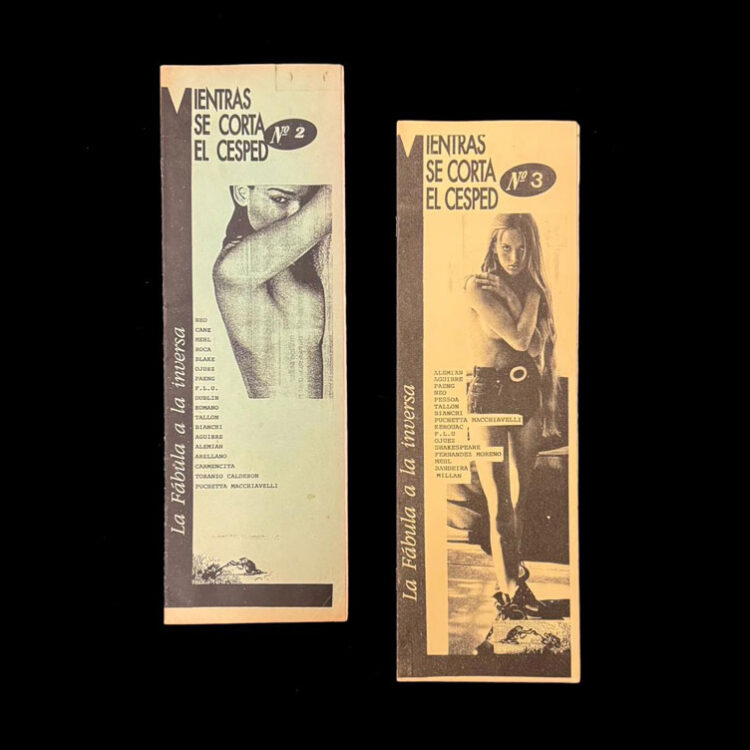 MIENTRAS
SE CORTA
EL CESPED
Nº 2
La Fábula a la inversa
NEO
CANE
MEHL
ROCA
BLAKE
OJUEZ
PAENG
F.L.U.
DUBLIN
ROMANO
TALLON
BIANCHI
AGUIRRE
ALEMIAN
ARELLANO
CARMENCITA
TORANZO CALDERON
PUCHETTA MACCHIAVELLI
MIENTRAS
SE CORTA
EL CESPED
Nº 3
La Fábula a la inversa
ALEMIAN
AGUIRRE
PAENG
NEO
PESSOA
TALLON
BIANCHI
PUCHETTA MACCHIAVELLI
KEROUAC
F.L.U
OJUEZ
SHAKESPEARE
FERNANDEZ MORENO
MEHL
BANDEIRA
MILLAN